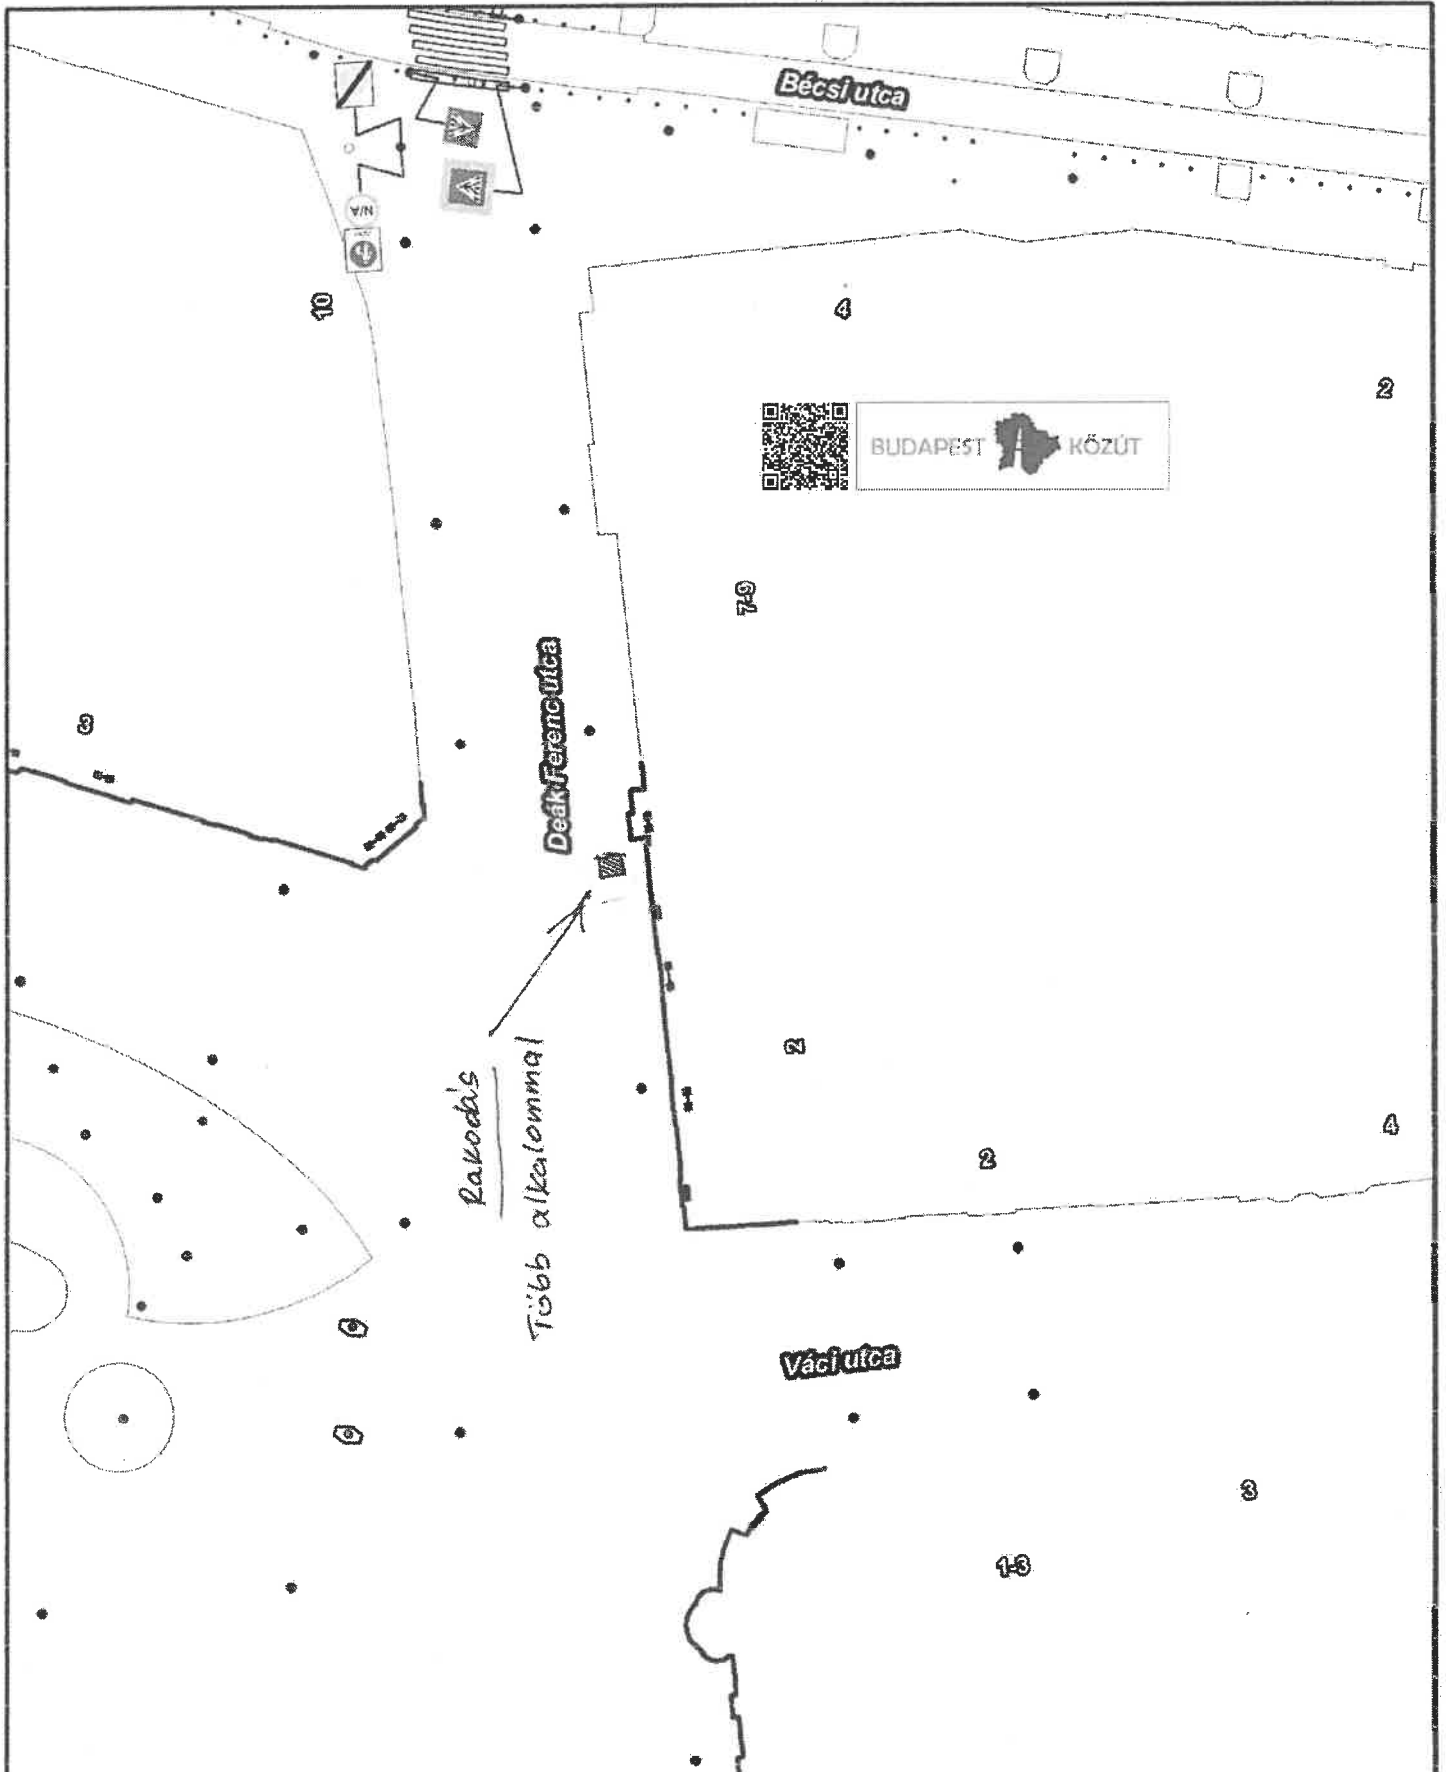 Bécsi utca
N/A
10
4
2
BUDAPEST KÖZÚT
7-9
Deák Ferenc utca
3
Rakodás
Több alkalommal
2
2
4
Váci utca
3
1-3